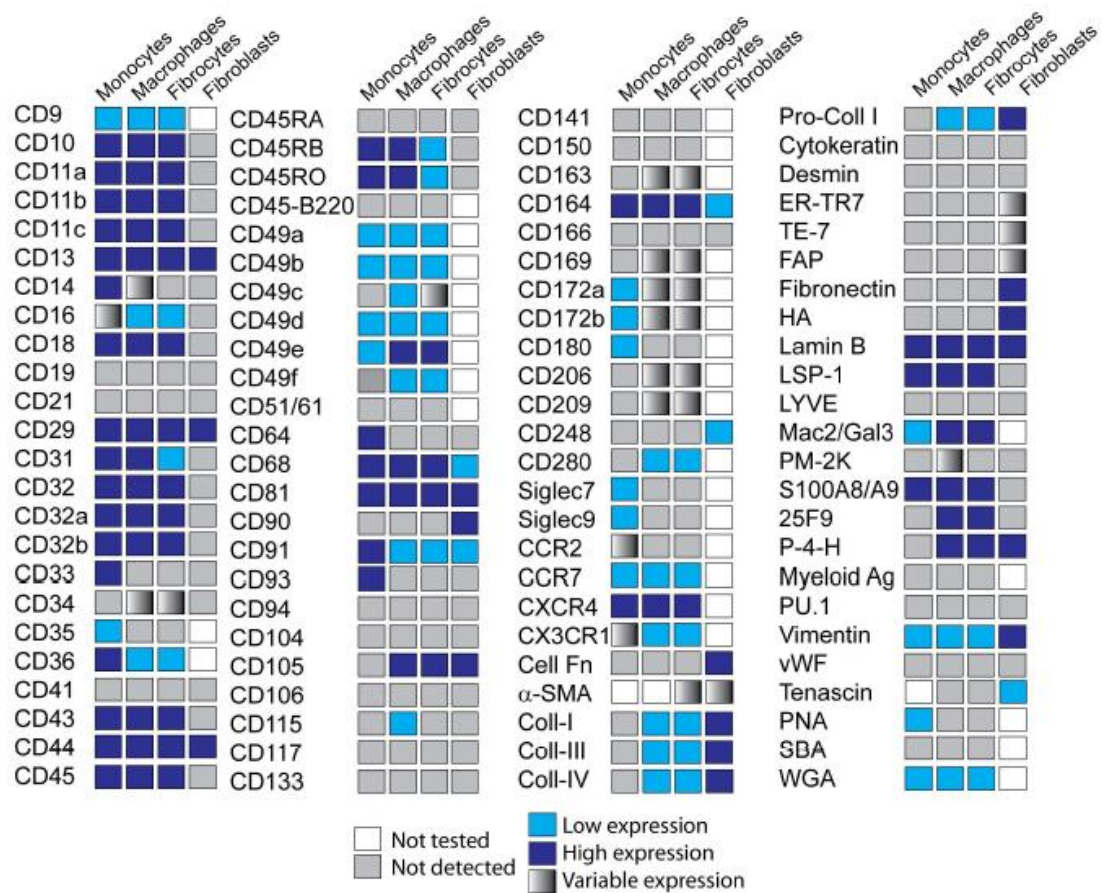 Monocytes
Macrophages
Fibrocytes
Fibroblasts
CD9
CD10
CD11a
CD11b
CD11c
CD13
CD14
CD16
CD18
CD19
CD21
CD29
CD31
CD32
CD32a
CD32b
CD33
CD34
CD35
CD36
CD41
CD43
CD44
CD45
Monocytes
Macrophages
Fibrocytes
Fibroblasts
CD45RA
CD45RB
CD45RO
CD45-B220
CD49a
CD49b
CD49c
CD49d
CD49e
CD49f
CD51/61
CD64
CD68
CD81
CD90
CD91
CD93
CD94
CD104
CD105
CD106
CD115
CD117
CD133
Monocytes
Macrophages
Fibrocytes
Fibroblasts
CD141
CD150
CD163
CD164
CD166
CD169
CD172a
CD172b
CD180
CD206
CD209
CD248
CD280
Siglec7
Siglec9
CCR2
CCR7
CXCR4
CX3CR1
Cell Fn
α-SMA
Coll-I
Coll-III
Coll-IV
Monocytes
Macrophages
Fibrocytes
Fibroblasts
Pro-Coll I
Cytokeratin
Desmin
ER-TR7
TE-7
FAP
Fibronectin
HA
Lamin B
LSP-1
LYVE
Mac2/Gal3
PM-2K
S100A8/A9
25F9
P-4-H
Myeloid Ag
PU.1
Vimentin
vWF
Tenascin
PNA
SBA
WGA
Not tested
Not detected
Low expression
High expression
Variable expression